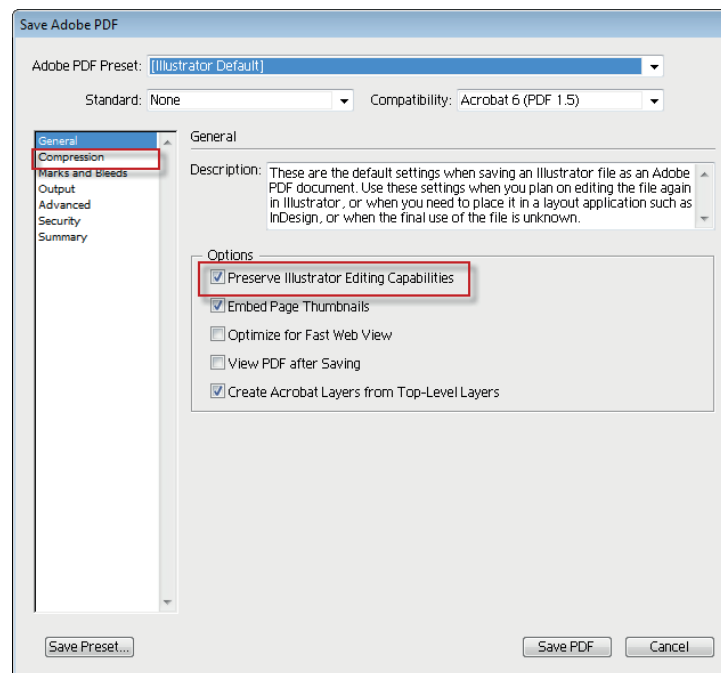 Save Adobe PDF
Adobe PDF Preset: [Illustrator Default]
Standard: None Compatibility: Acrobat 6 (PDF 1.5)
General
Compression
Marks and Bleeds
Output
Advanced
Security
Summary
General
Description: These are the default settings when saving an Illustrator file as an Adobe
PDF document. Use these settings when you plan on editing the file again
in Illustrator, or when you need to place it in a layout application such as
InDesign, or when the final use of the file is unknown.
Options
Preserve Illustrator Editing Capabilities
Embed Page Thumbnails
Optimize for Fast Web View
View PDF after Saving
Create Acrobat Layers from Top-Level Layers
Save Preset... Save PDF Cancel